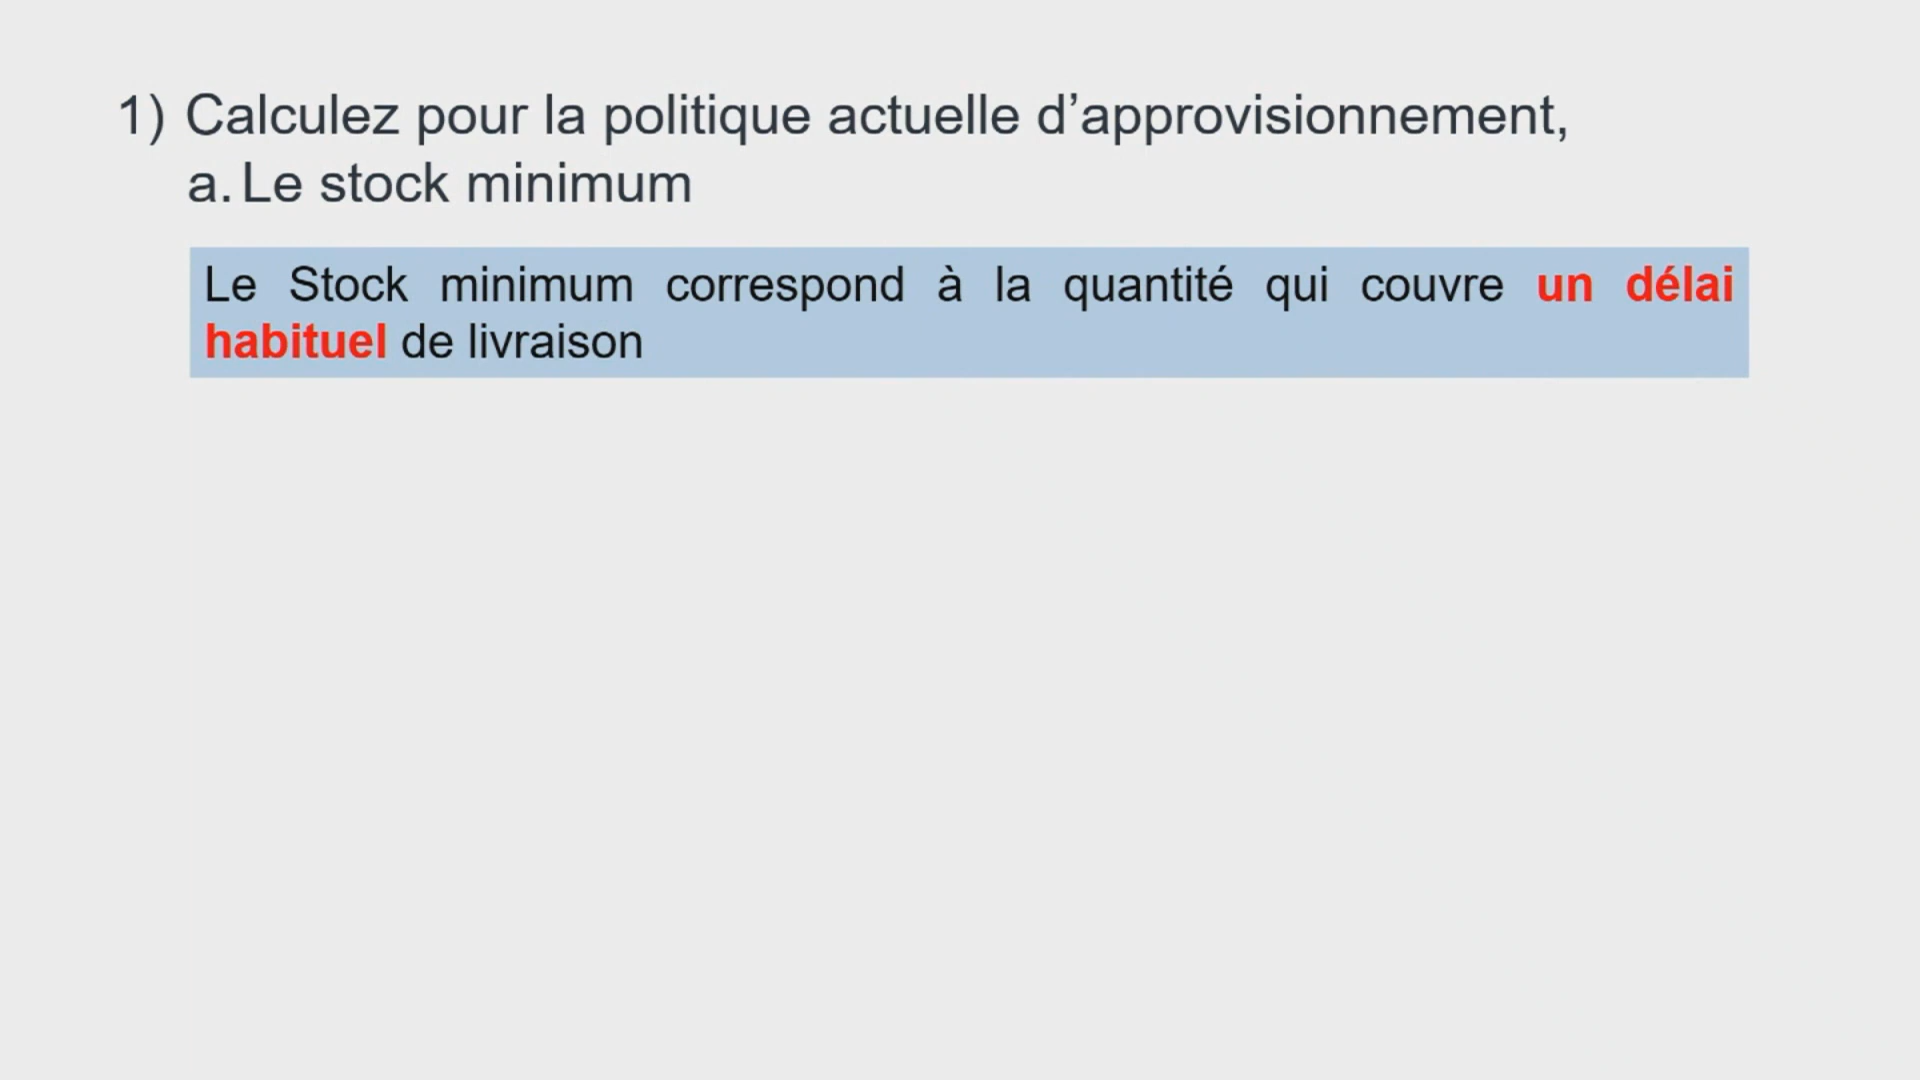 1) Calculez pour la politique actuelle d’approvisionnement,
a. Le stock minimum
Le Stock minimum correspond à la quantité qui couvre un délai
habituel de livraison